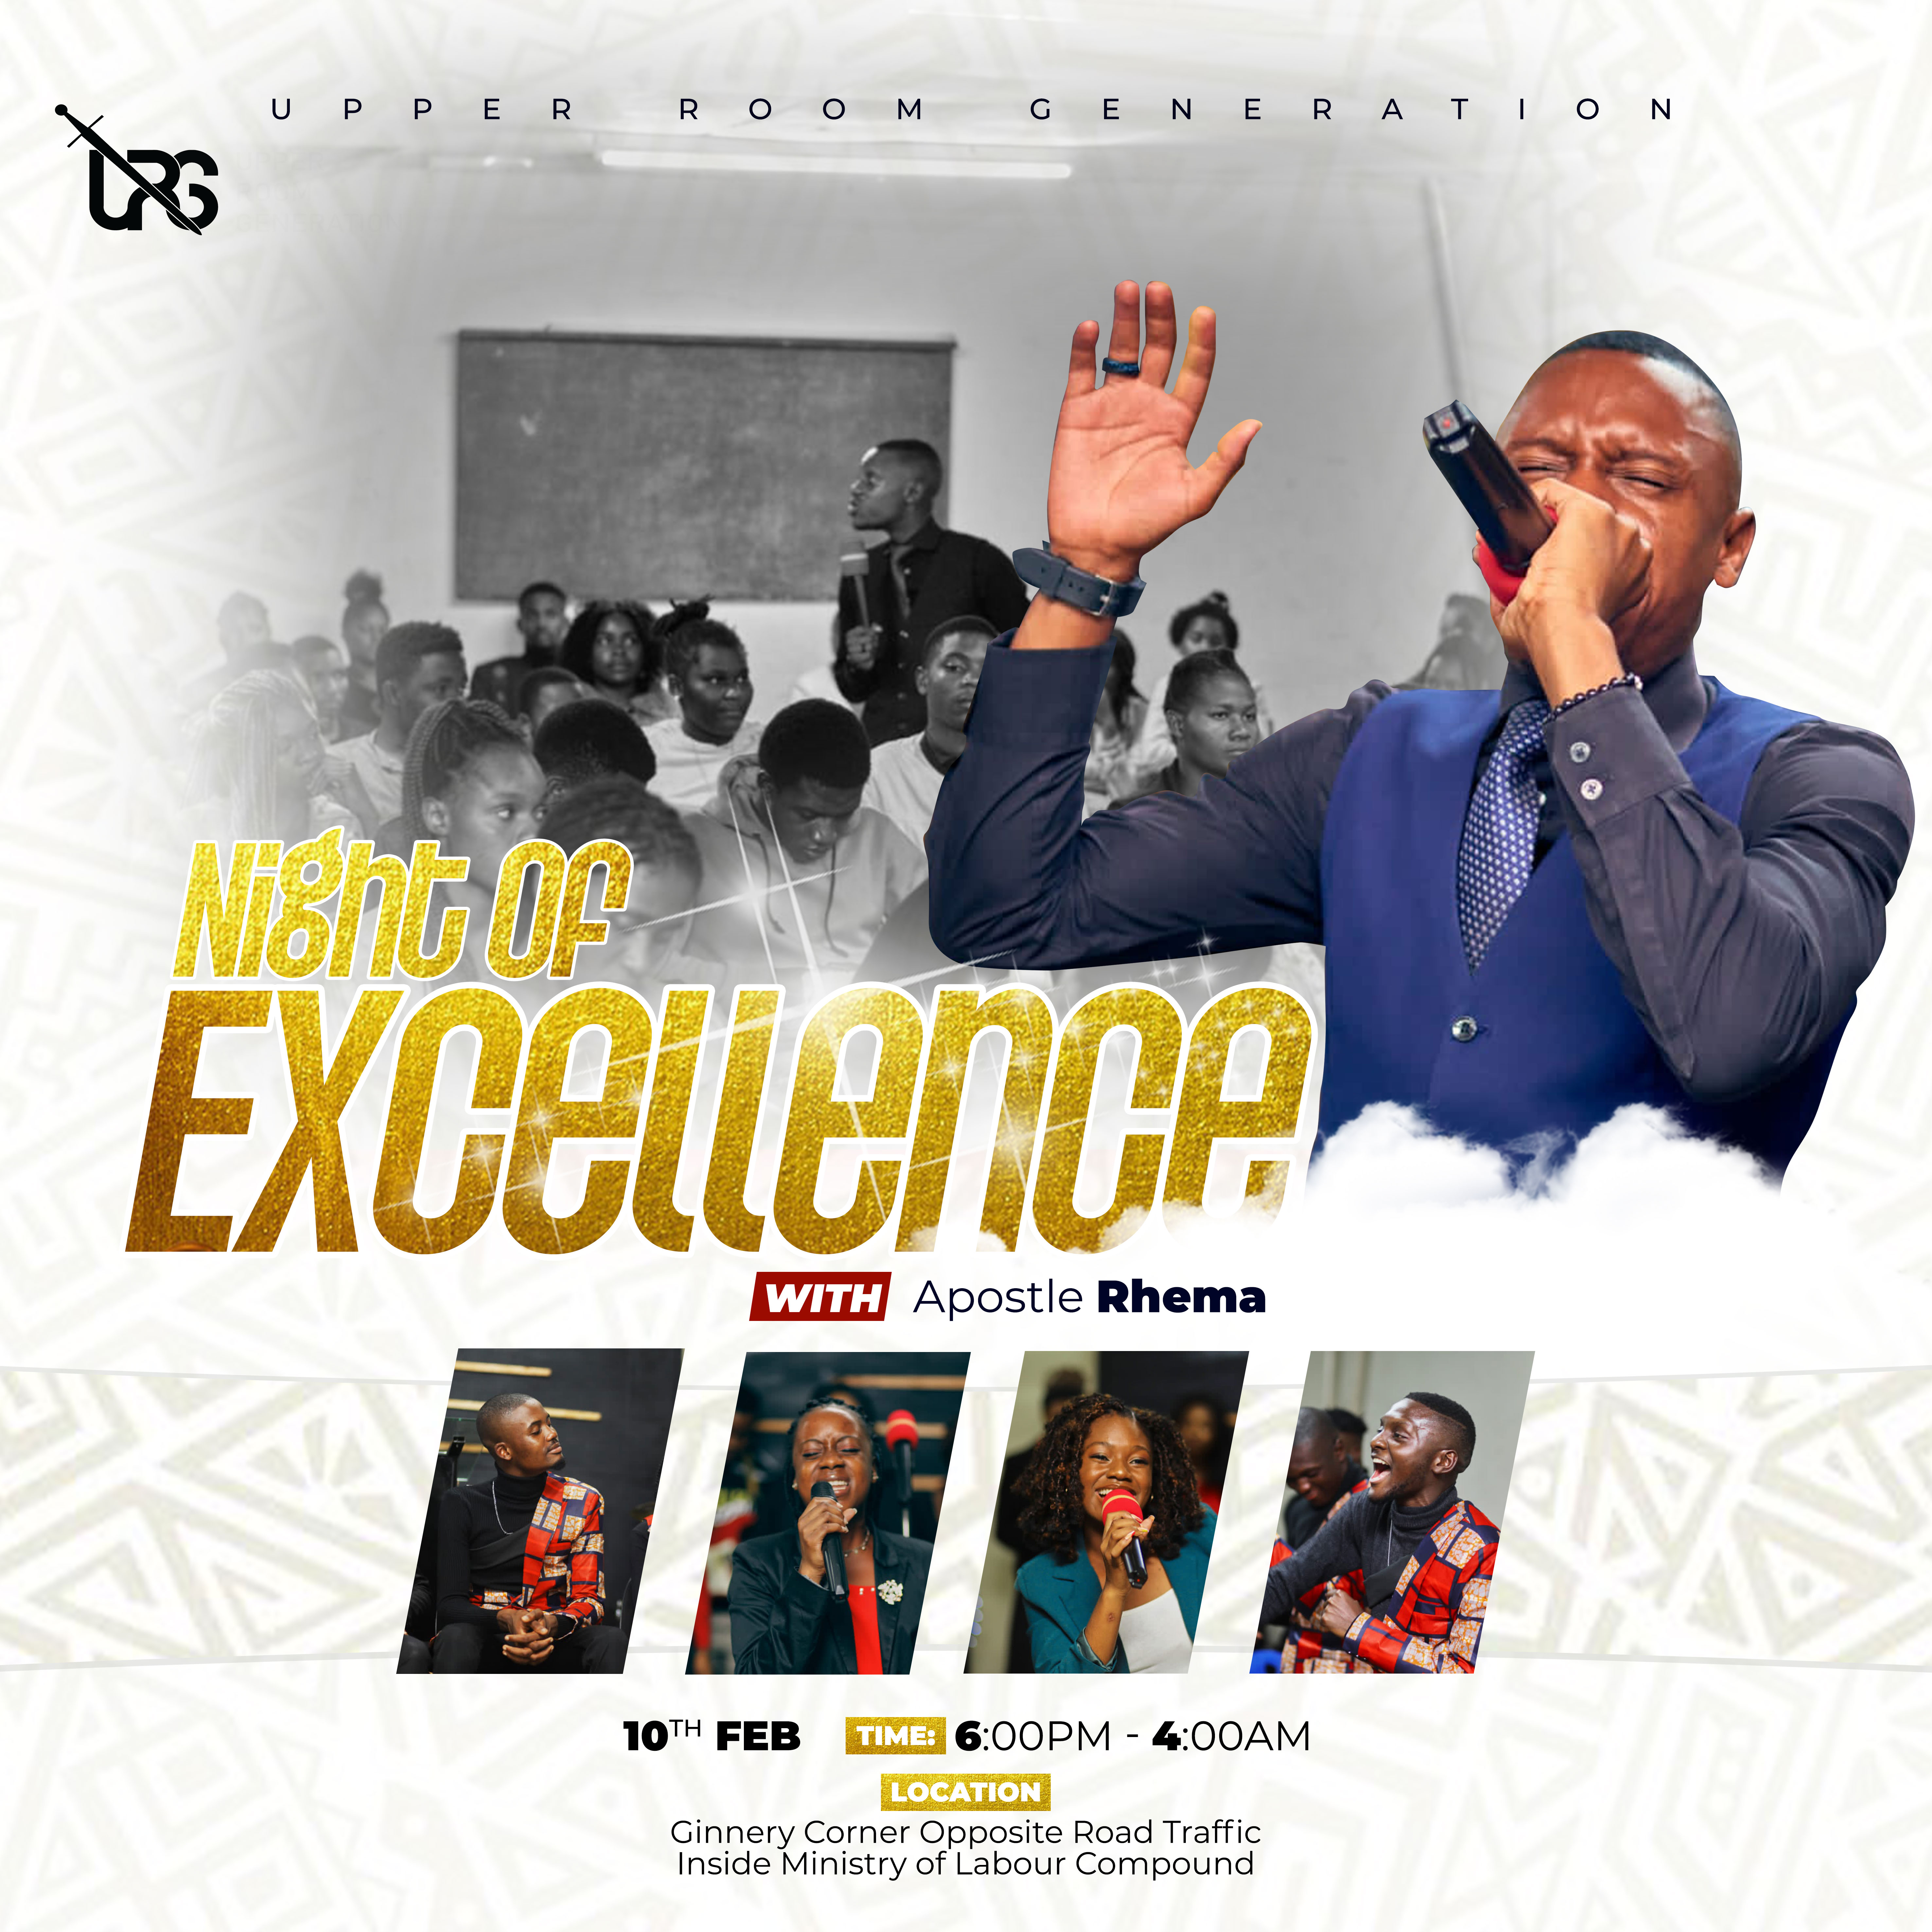 UPPER ROOM GENERATION
URG
Night Of
Excellence
WITH Apostle Rhema
10TH FEB TIME: 6:00PM - 4:00AM
LOCATION
Ginnery Corner Opposite Road Traffic
Inside Ministry of Labour Compound